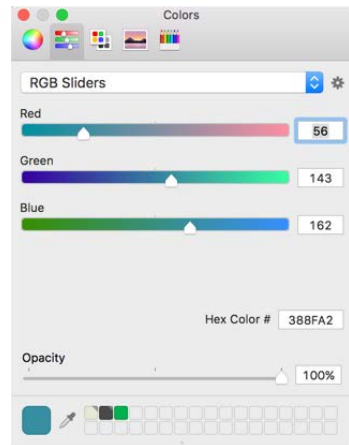 Colors
RGB Sliders
Red
56
Green
143
Blue
162
Hex Color # 388FA2
Opacity
100%